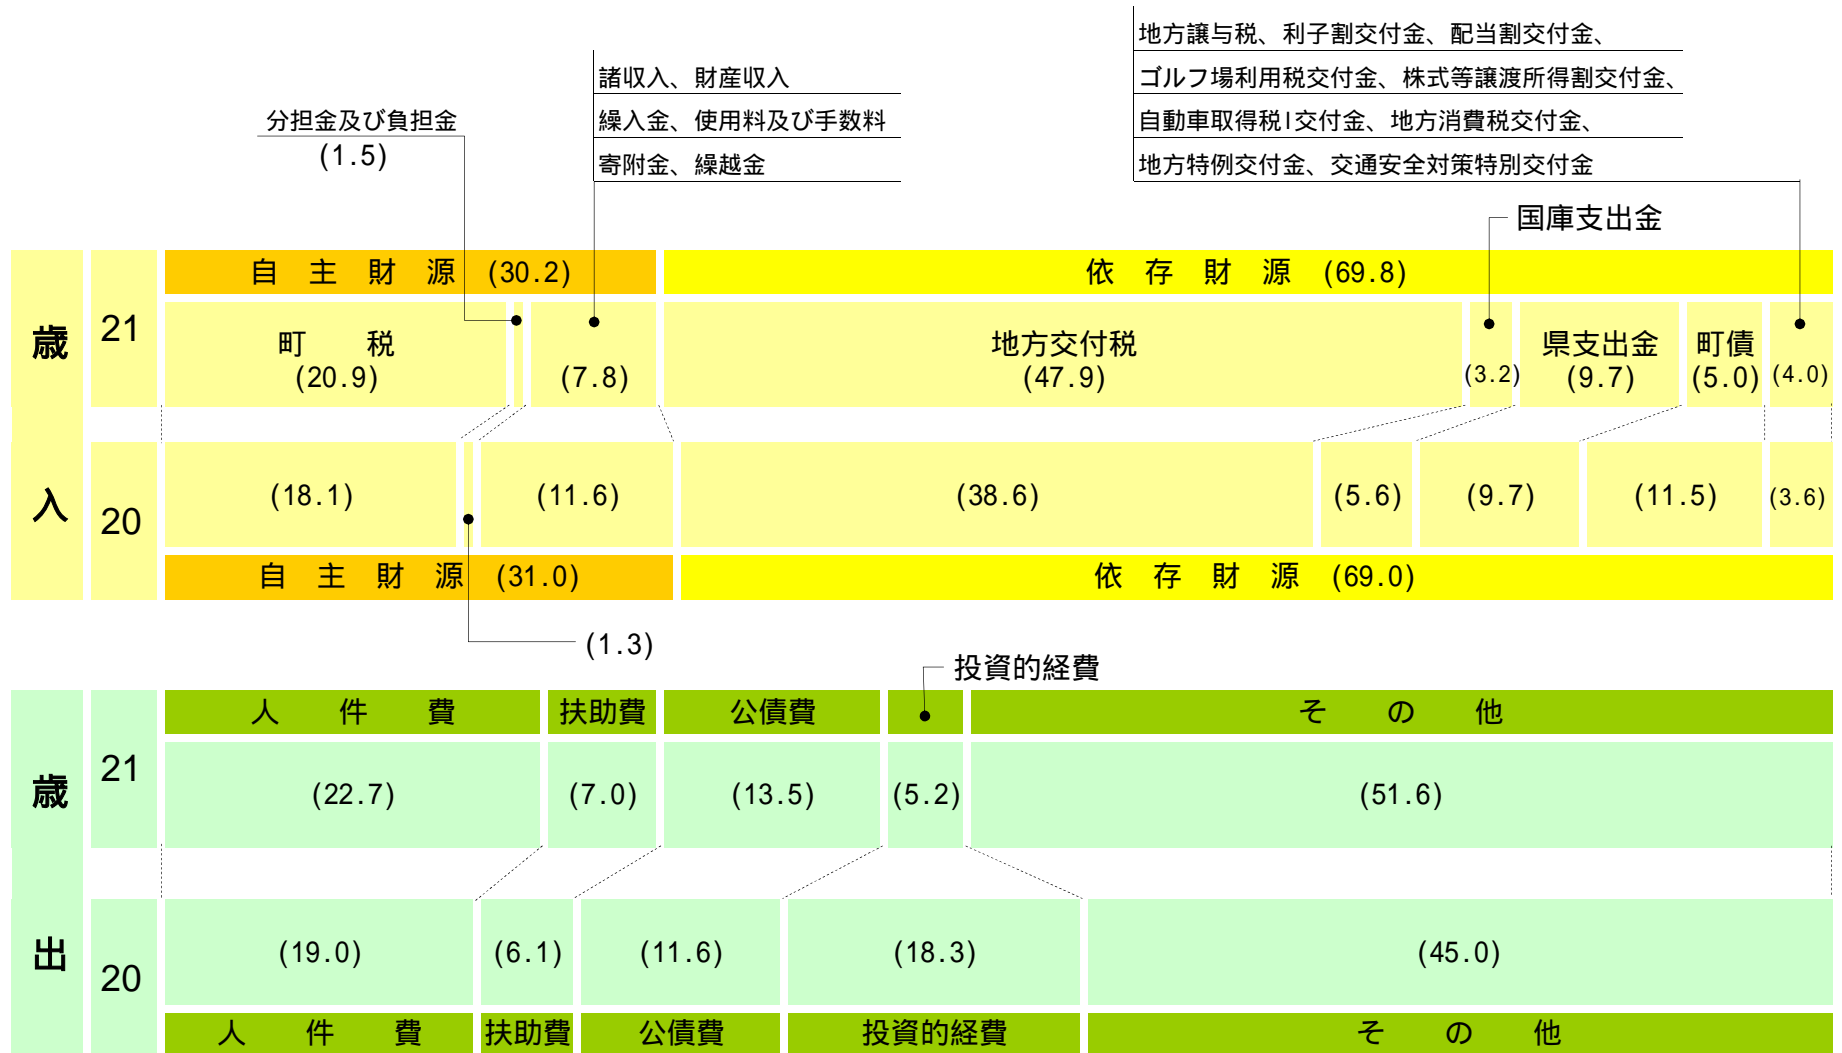 地方譲与税、利子割交付金、配当割交付金、
諸収入、財産収入
ゴルフ場利用税交付金、株式等譲渡所得割交付金、
分担金及び負担金
繰入金、使用料及び手数料
自動車取得税I交付金、地方消費税交付金、
(1.5)
寄附金、繰越金
地方特例交付金、交通安全対策特別交付金
国庫支出金
自主財源 (30.2) 依存財源 (69.8)
歳 21
町税 地方交付税 県支出金 町債
(20.9) (7.8) (47.9) (3.2) (9.7) (5.0) (4.0)
入 20
(18.1) (11.6) (38.6) (5.6) (9.7) (11.5) (3.6)
自主財源 (31.0) 依存財源 (69.0)
(1.3)
投資的経費
人件費 扶助費 公債費 その他
歳 21
(22.7) (7.0) (13.5) (5.2) (51.6)
出 20
(19.0) (6.1) (11.6) (18.3) (45.0)
人件費 扶助費 公債費 投資的経費 その他